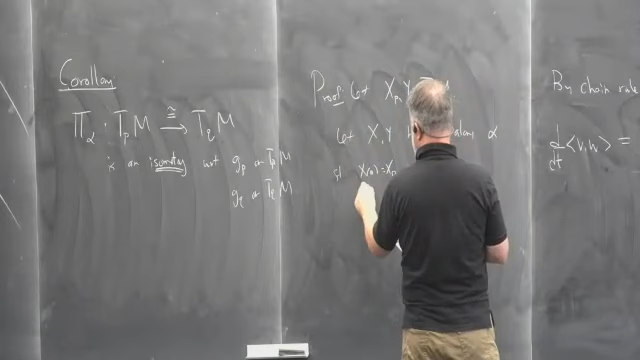 Corollary
Π_α : T_pM ≅→ T_qM
is an isometry wrt g_p on T_pM
g_q on T_qM
Proof: Let X_p, Y
Let X, Y along α
st X(0) = X_p
By chain rule
d/dt <V, W> =